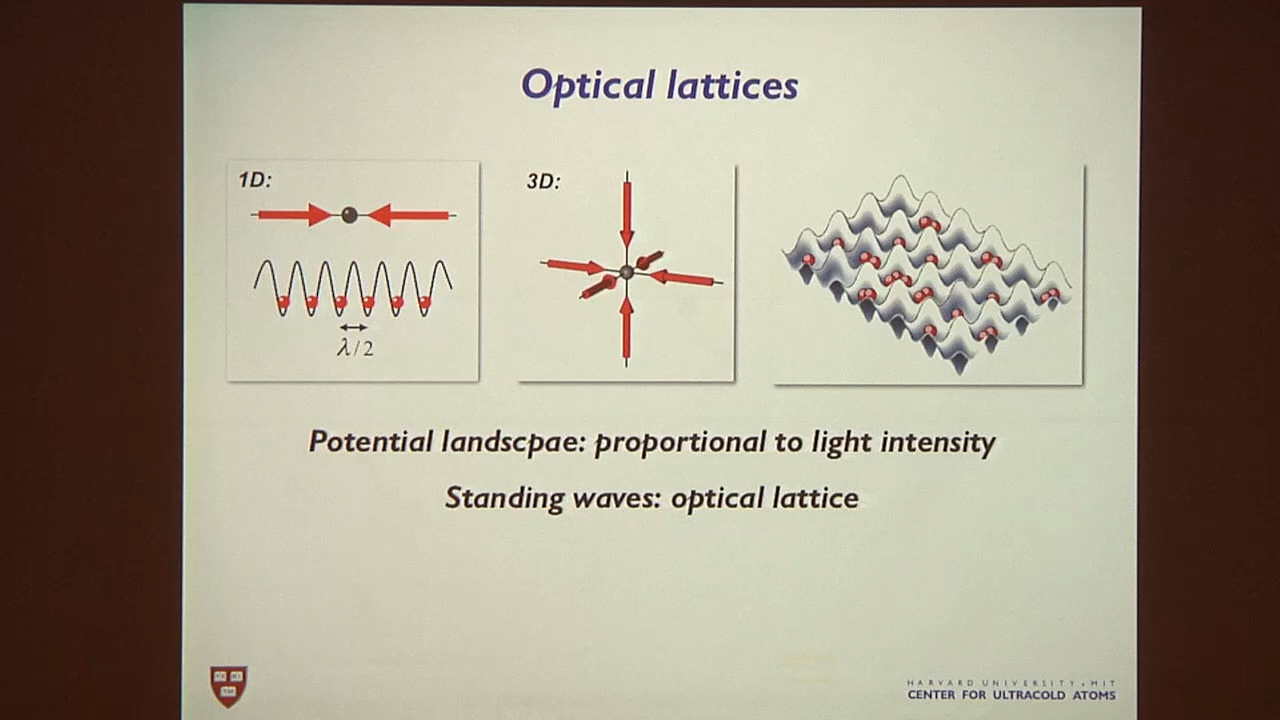 Optical lattices
1D:
3D:
λ/2
Potential landscpae: proportional to light intensity
Standing waves: optical lattice
HARVARD UNIVERSITY • MIT
CENTER FOR ULTRACOLD ATOMS